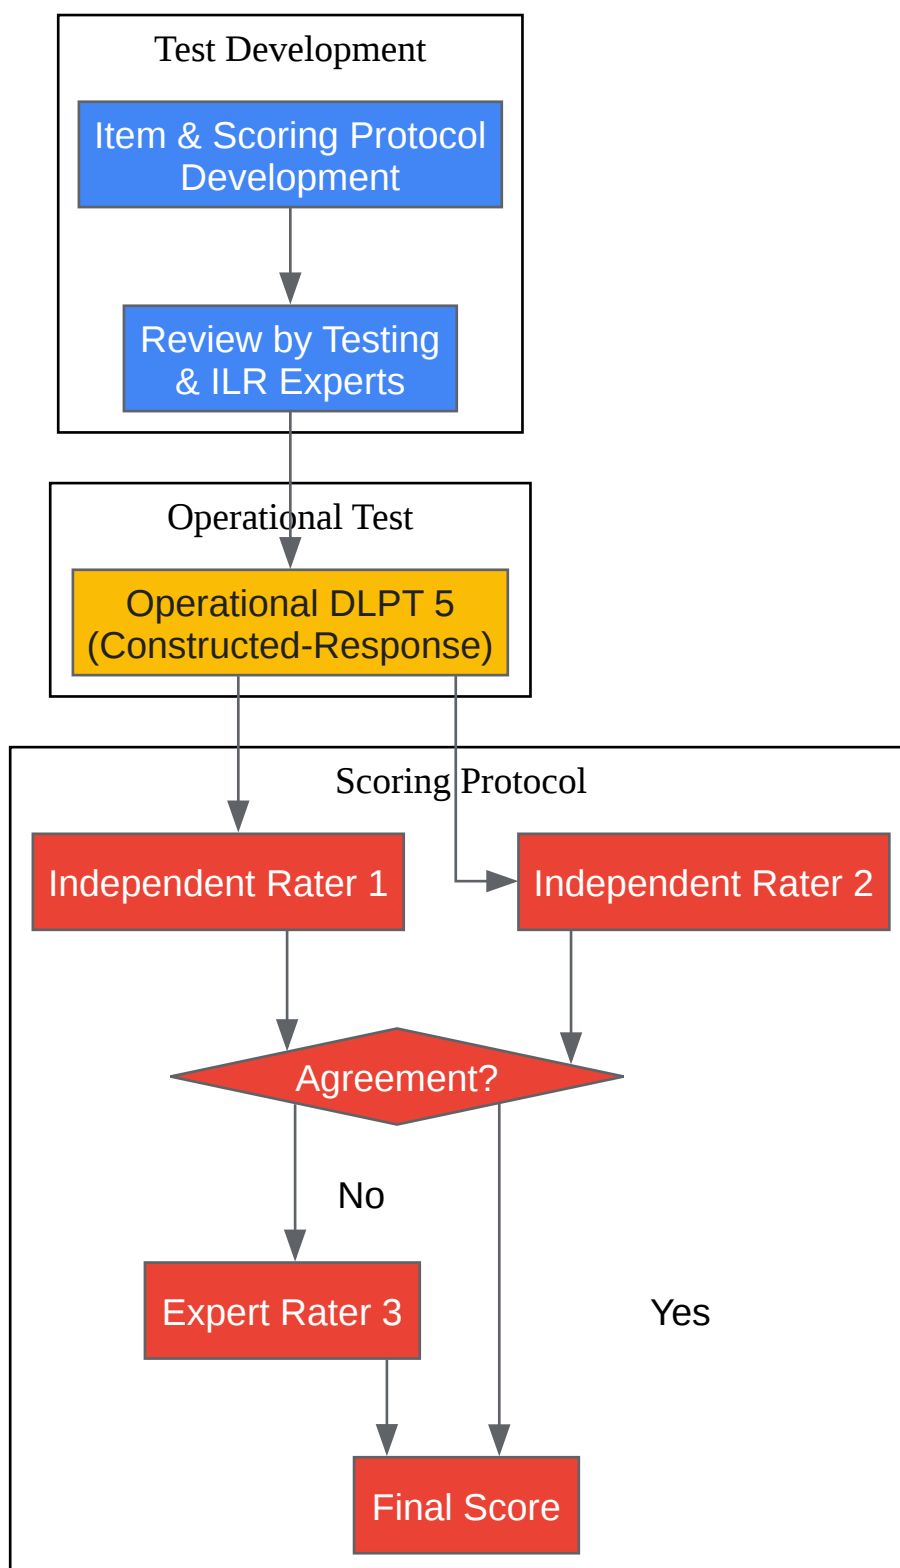 Test Development
Item & Scoring Protocol
Development
Review by Testing
& ILR Experts
Operational Test
Operational DLPT 5
(Constructed-Response)
Scoring Protocol
Independent Rater 1
Independent Rater 2
Agreement?
No
Expert Rater 3
Yes
Final Score